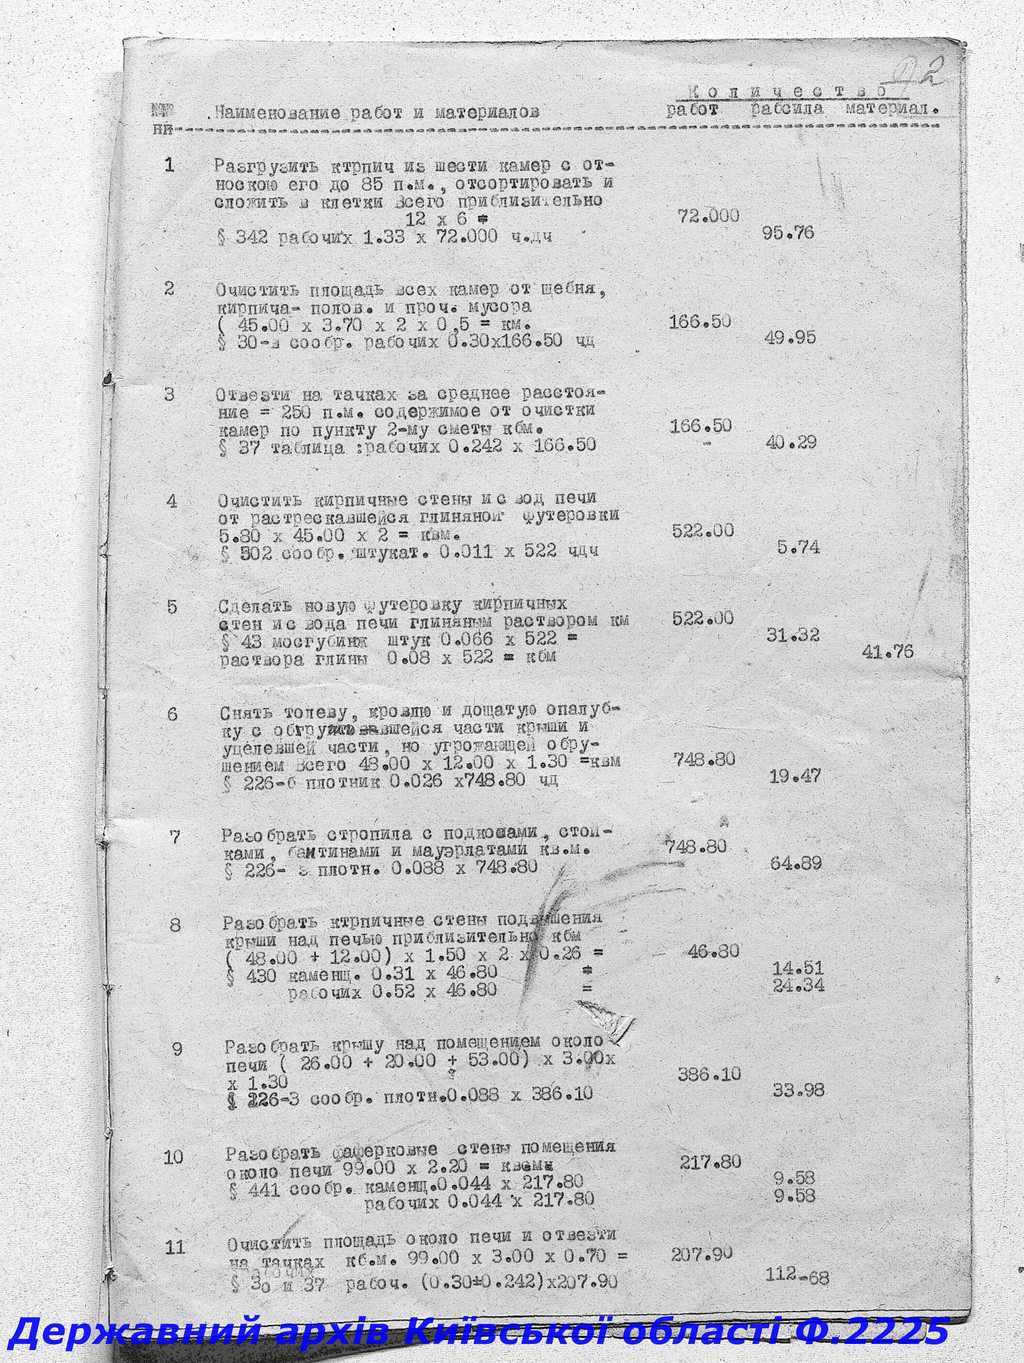 92
Количество
№№ Наименование работ и материалов работ рабсила материал.
пп
1 Разгрузить ктрпич из шести камер с от-
носкою его до 85 п.м., отсортировать и
сложить в клетки всего приблизительно
12 х 6 = 72.000
§ 342 рабочих 1.33 х 72.000 ч.дч 95.76
2 Очистить площадь всех камер от щебня,
кирпича- полов. и проч. мусора
( 45.00 х 3.70 х 2 х 0,5 = км. 166.50
§ 30-в сообр. рабочих 0.30х166.50 чд 49.95
3 Отвезти на тачках за среднее расстоя-
ние = 250 п.м. содержимое от очистки
камер по пункту 2-му сметы кбм. 166.50
§ 37 таблица :рабочих 0.242 х 166.50 40.29
4 Очистить кирпичные стены и свод печи
от растрескавшейся глиняной футеровки
5.80 х 45.00 х 2 = квм. 522.00
§ 502 сообр. штукат. 0.011 х 522 чдч 5.74
5 Сделать новую футеровку кирпичных
стен и свода печи глиняным раствором км 522.00
§ 43 мосгубинж штук 0.066 х 522 = 31.32
раствора глины 0.08 х 522 = кбм 41.76
6 Снять толеву, кровлю и дощатую опалуб-
ку с обгрутовавшейся части крыши и
уцелевшей части, но угрожающей обру-
шением всего 48.00 х 12.00 х 1.30 =квм 748.80
§ 226-б плотник 0.026 х748.80 чд 19.47
7 Разобрать стропила с подкосами, стой-
ками, бантинами и мауэрлатами кв.м. 748.80
§ 226- з плотн. 0.088 х 748.80 64.89
8 Разобрать ктрпичные стены подвышения
крыши над печью приблизительно кбм
( 48.00 + 12.00) х 1.50 х 2 х 0.26 = 46.80
§ 430 каменщ. 0.31 х 46.80 = 14.51
рабочих 0.52 х 46.80 = 24.34
9 Разобрать крышу над помещением около
печи ( 26.00 + 20.00 + 53.00) х 3.00х
х 1.30 386.10
§ 226-3 сообр. плотн.0.088 х 386.10 33.98
10 Разобрать фаферковые стены помещения
около печи 99.00 х 2.20 = квм 217.80
§ 441 сообр. каменщ.0.044 х 217.80 9.58
рабочих 0.044 х 217.80 9.58
11 Очистить площадь около печи и отвезти
на тачках кб.м. 99.00 х 3.00 х 0.70 = 207.90
§ 30 и 37 рабоч. (0.30+0.242)х207.90 112-68
Державний архів Київської області Ф.2225